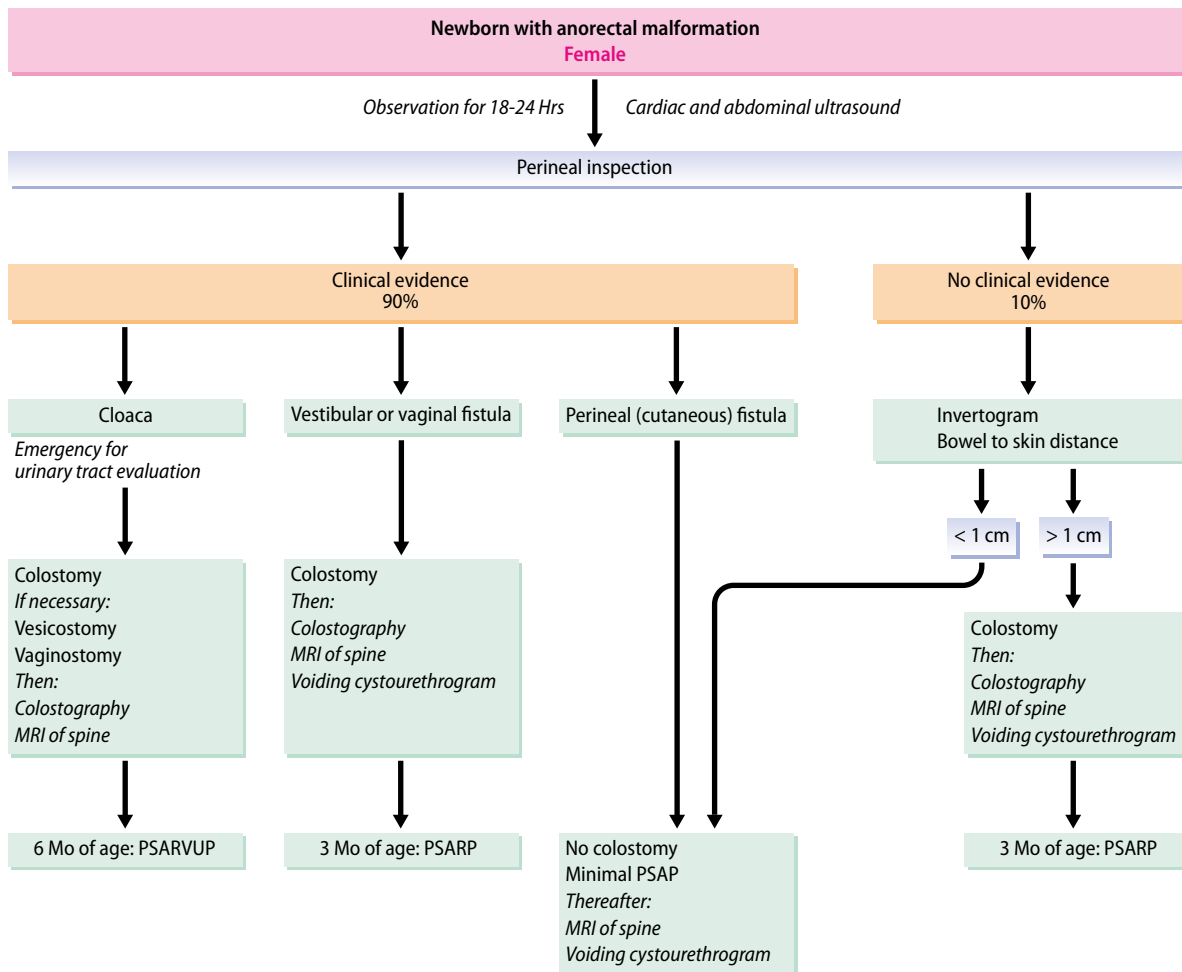 Newborn with anorectal malformation
Female
Observation for 18-24 Hrs
Cardiac and abdominal ultrasound
Perineal inspection
Clinical evidence
90%
No clinical evidence
10%
Cloaca
Vestibular or vaginal fistula
Perineal (cutaneous) fistula
Invertogram
Bowel to skin distance
Emergency for
urinary tract evaluation
< 1 cm
> 1 cm
Colostomy
If necessary:
Vesicostomy
Vaginostomy
Then:
Colostography
MRI of spine
Colostomy
Then:
Colostography
MRI of spine
Voiding cystourethrogram
Colostomy
Then:
Colostography
MRI of spine
Voiding cystourethrogram
6 Mo of age: PSARVUP
3 Mo of age: PSARP
No colostomy
Minimal PSAP
Thereafter:
MRI of spine
Voiding cystourethrogram
3 Mo of age: PSARP